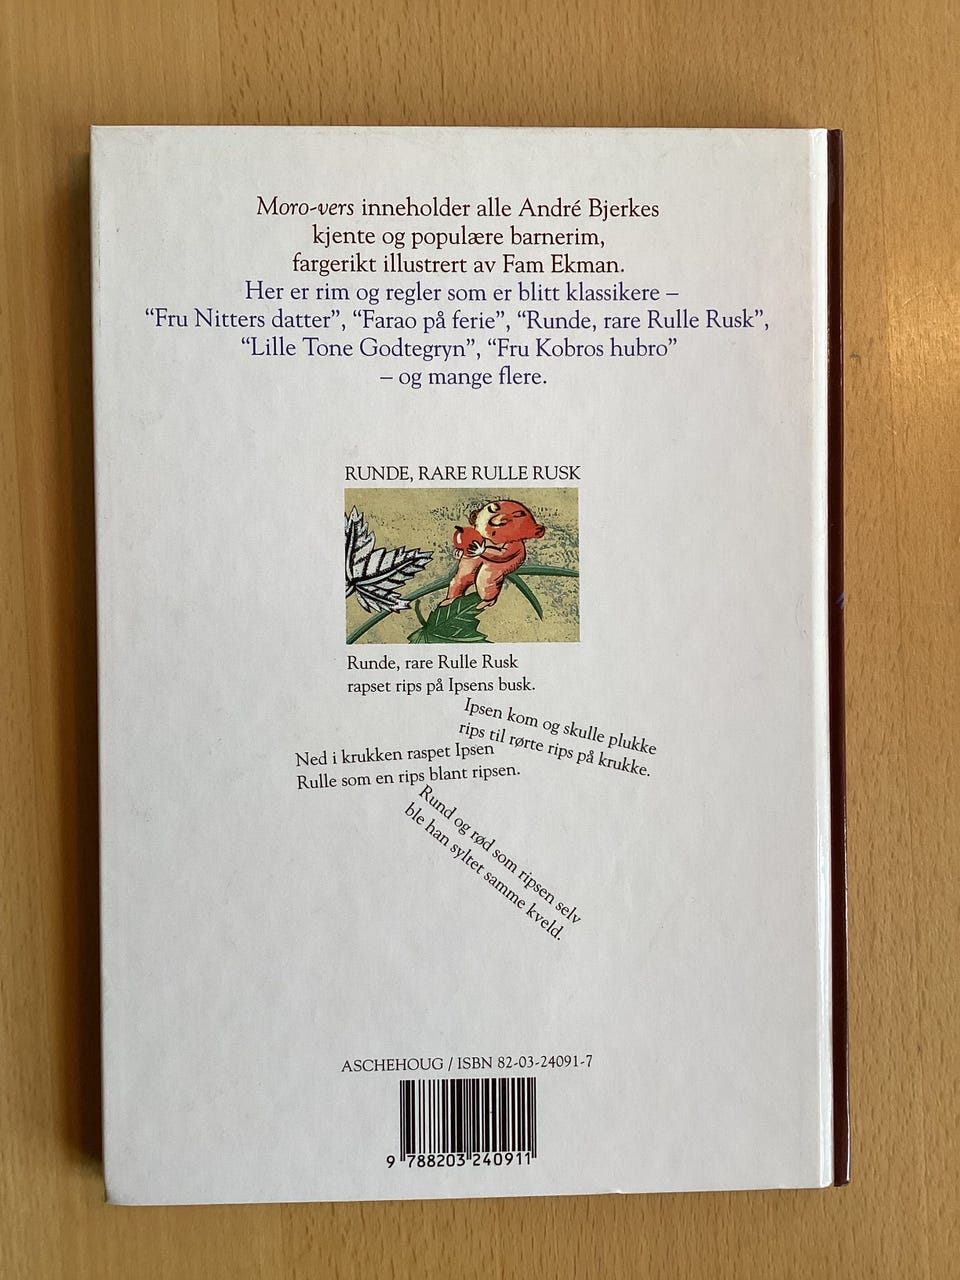 Moro-vers inneholder alle André Bjerkes
kjente og populære barnerim,
fargerikt illustrert av Fam Ekman.
Her er rim og regler som er blitt klassikere –
“Fru Nitters datter”, “Farao på ferie”, “Runde, rare Rulle Rusk”,
“Lille Tone Godtegryn”, “Fru Kobros hubro”
– og mange flere.
RUNDE, RARE RULLE RUSK
Runde, rare Rulle Rusk
rapset rips på Ipsens busk.
Ipsen kom og skulle plukke
rips til rørte rips på krukke.
Ned i krukken raspet Ipsen
Rulle som en rips blant ripsen.
Rund og rød som ripsen selv
ble han syltet samme kveld.
ASCHEHOUG / ISBN 82-03-24091-7
9 788203 240911